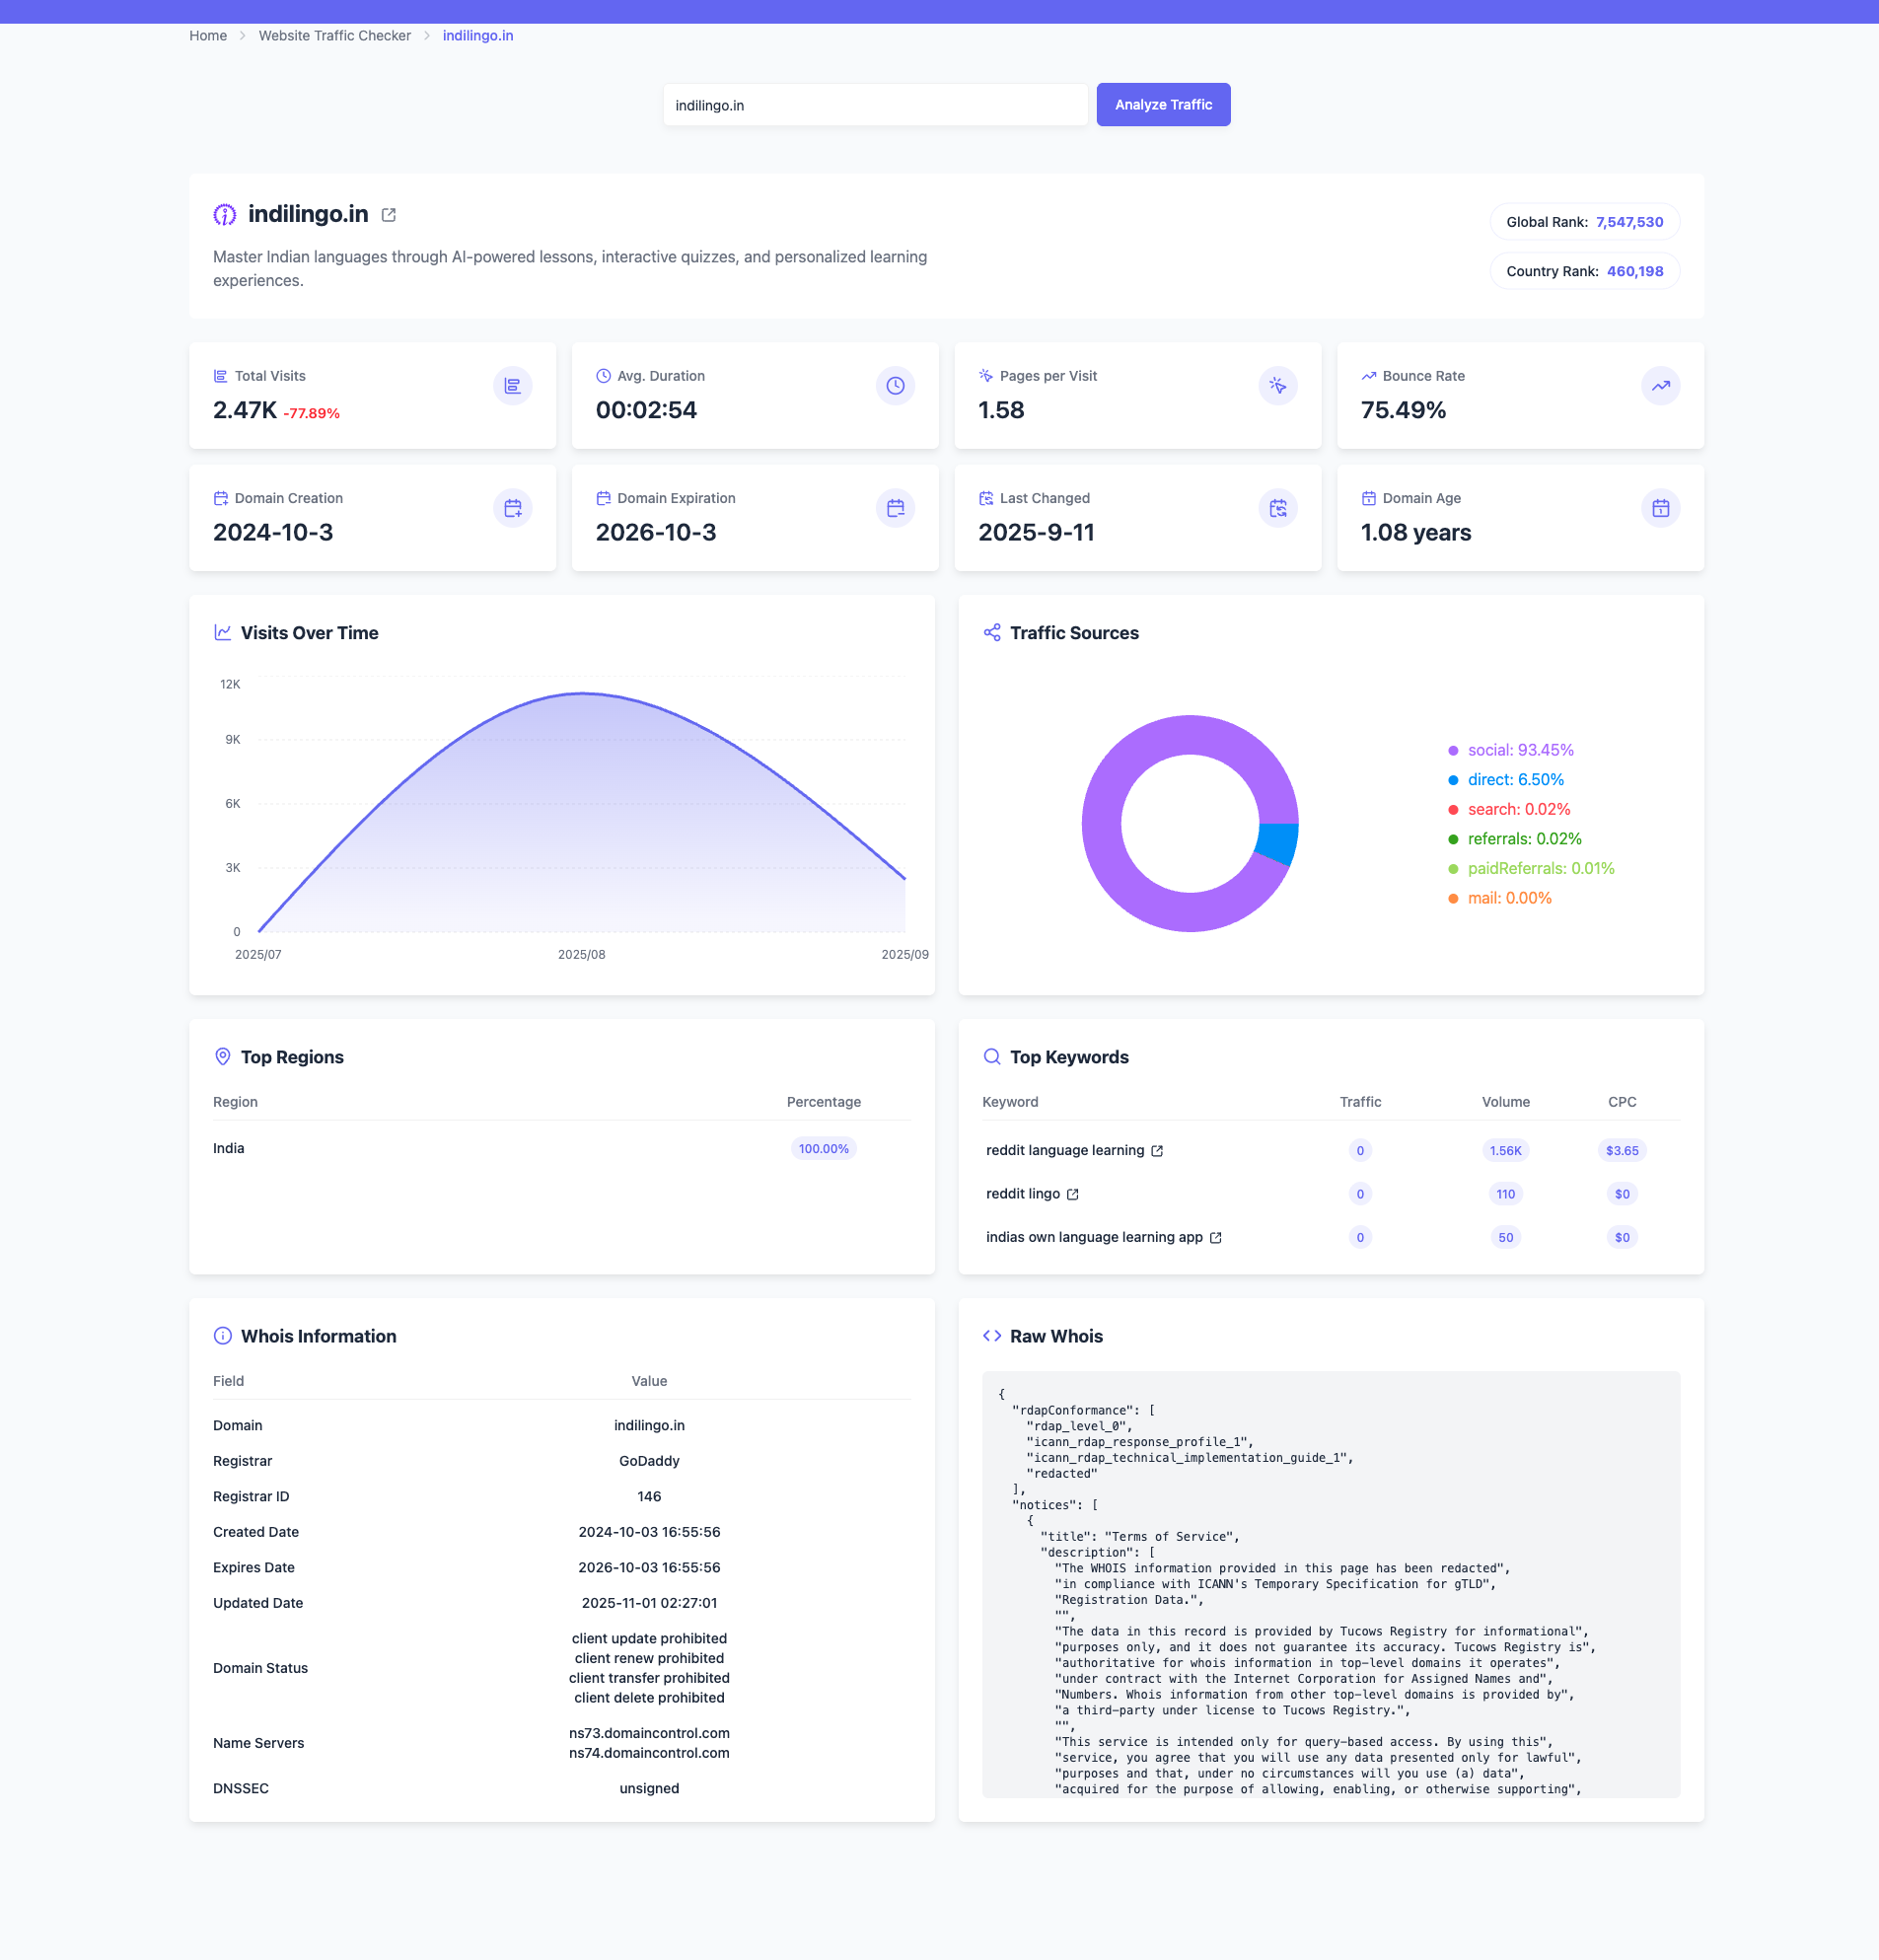 Home > Website Traffic Checker > indilingo.in
indilingo.in
Analyze Traffic
indilingo.in
Master Indian languages through AI-powered lessons, interactive quizzes, and personalized learning
experiences.
Global Rank: 7,547,530
Country Rank: 460,198
Total Visits
2.47K -77.89%
Avg. Duration
00:02:54
Pages per Visit
1.58
Bounce Rate
75.49%
Domain Creation
2024-10-3
Domain Expiration
2026-10-3
Last Changed
2025-9-11
Domain Age
1.08 years
Visits Over Time
12K
9K
6K
3K
0
2025/07 2025/08 2025/09
Traffic Sources
social: 93.45%
direct: 6.50%
search: 0.02%
referrals: 0.02%
paidReferrals: 0.01%
mail: 0.00%
Top Regions
Region Percentage
India 100.00%
Top Keywords
Keyword Traffic Volume CPC
reddit language learning 0 1.56K $3.65
reddit lingo 0 110 $0
indias own language learning app 0 50 $0
Whois Information
Field Value
Domain indilingo.in
Registrar GoDaddy
Registrar ID 146
Created Date 2024-10-03 16:55:56
Expires Date 2026-10-03 16:55:56
Updated Date 2025-11-01 02:27:01
Domain Status
client update prohibited
client renew prohibited
client transfer prohibited
client delete prohibited
Name Servers
ns73.domaincontrol.com
ns74.domaincontrol.com
DNSSEC unsigned
Raw Whois
{
"rdapConformance": [
"rdap_level_0",
"icann_rdap_response_profile_1",
"icann_rdap_technical_implementation_guide_1",
"redacted"
],
"notices": [
{
"title": "Terms of Service",
"description": [
"The WHOIS information provided in this page has been redacted",
"in compliance with ICANN's Temporary Specification for gTLD",
"Registration Data.",
"",
"The data in this record is provided by Tucows Registry for informational",
"purposes only, and it does not guarantee its accuracy. Tucows Registry is",
"authoritative for whois information in top-level domains it operates",
"under contract with the Internet Corporation for Assigned Names and",
"Numbers. Whois information from other top-level domains is provided by",
"a third-party under license to Tucows Registry.",
"",
"This service is intended only for query-based access. By using this",
"service, you agree that you will use any data presented only for lawful",
"purposes and that, under no circumstances will you use (a) data",
"acquired for the purpose of allowing, enabling, or otherwise supporting",